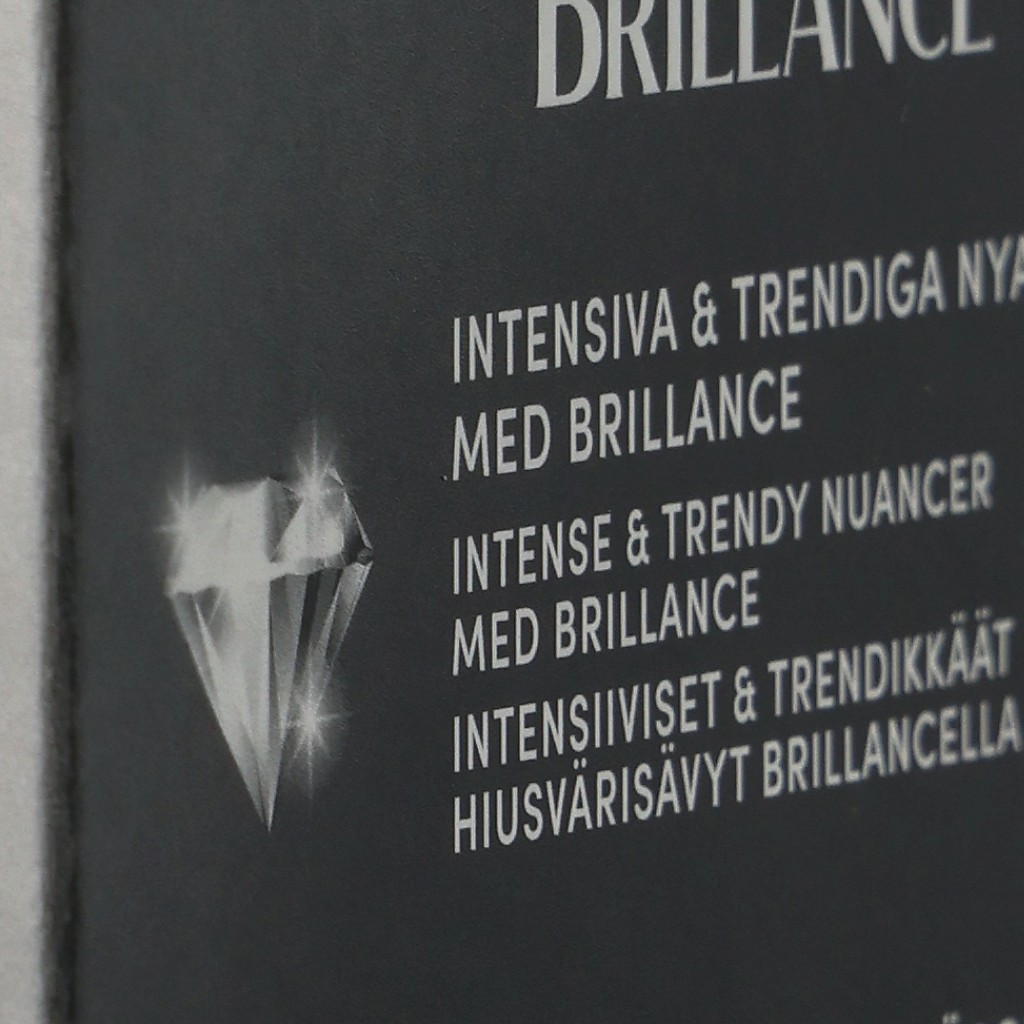 BRILLANCE
INTENSIVA & TRENDIGA NYA
MED BRILLANCE
INTENSE & TRENDY NUANCER
MED BRILLANCE
INTENSIIVISET & TRENDIKKÄÄT
HIUSVÄRISÄVYT BRILLANCELLA